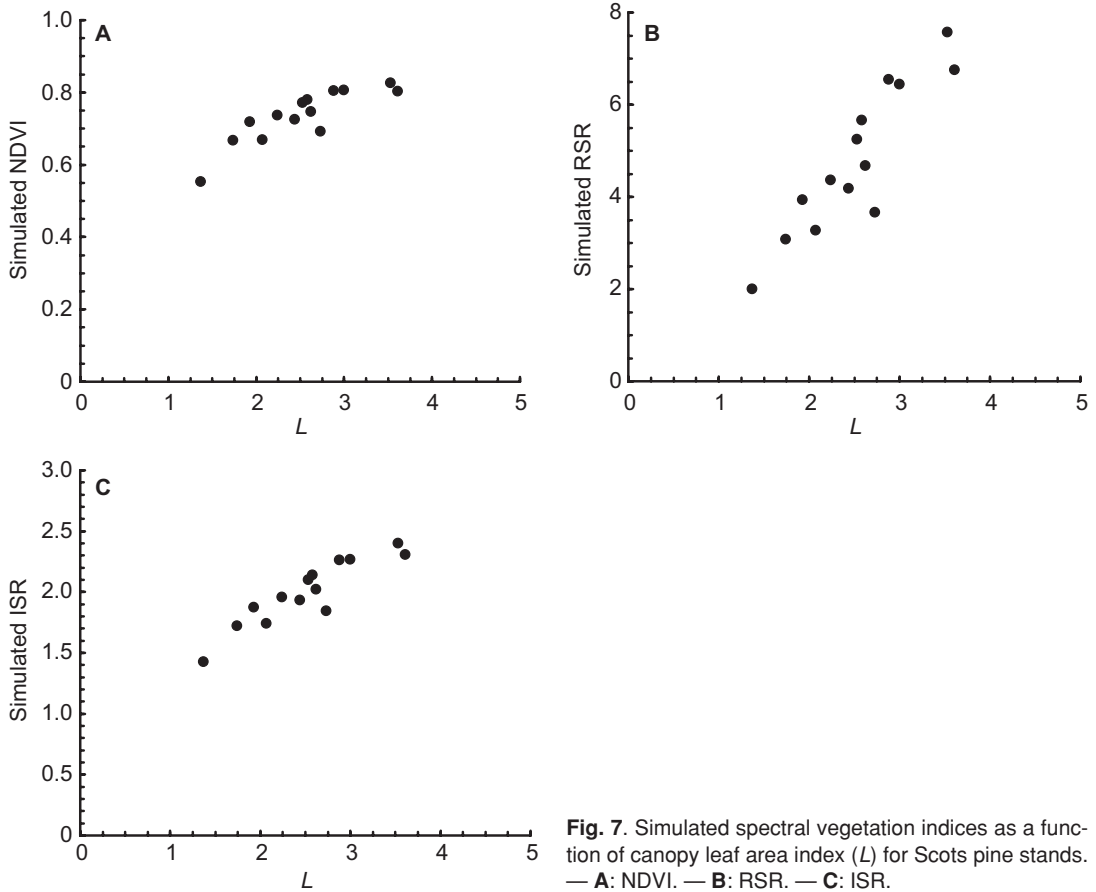 1.0
A
0.8
0.6
0.4
0.2
0
Simulated NDVI
0 1 2 3 4 5
L
8
B
6
4
2
0
Simulated RSR
0 1 2 3 4 5
L
3.0
C
2.5
2.0
1.5
1.0
0.5
0
Simulated ISR
0 1 2 3 4 5
L
Fig. 7. Simulated spectral vegetation indices as a func-
tion of canopy leaf area index (L) for Scots pine stands.
— A: NDVI. — B: RSR. — C: ISR.